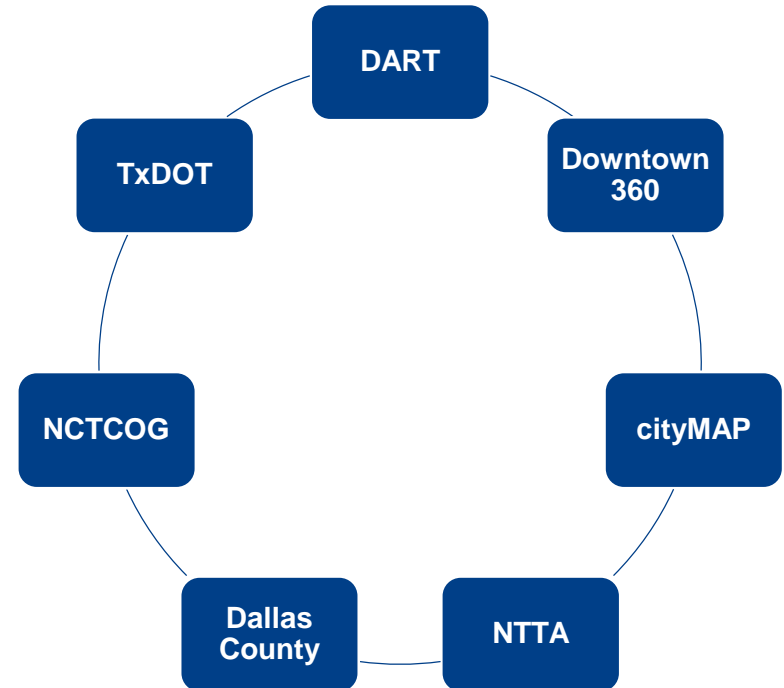 DART
Downtown
360
cityMAP
NTTA
Dallas
County
NCTCOG
TxDOT